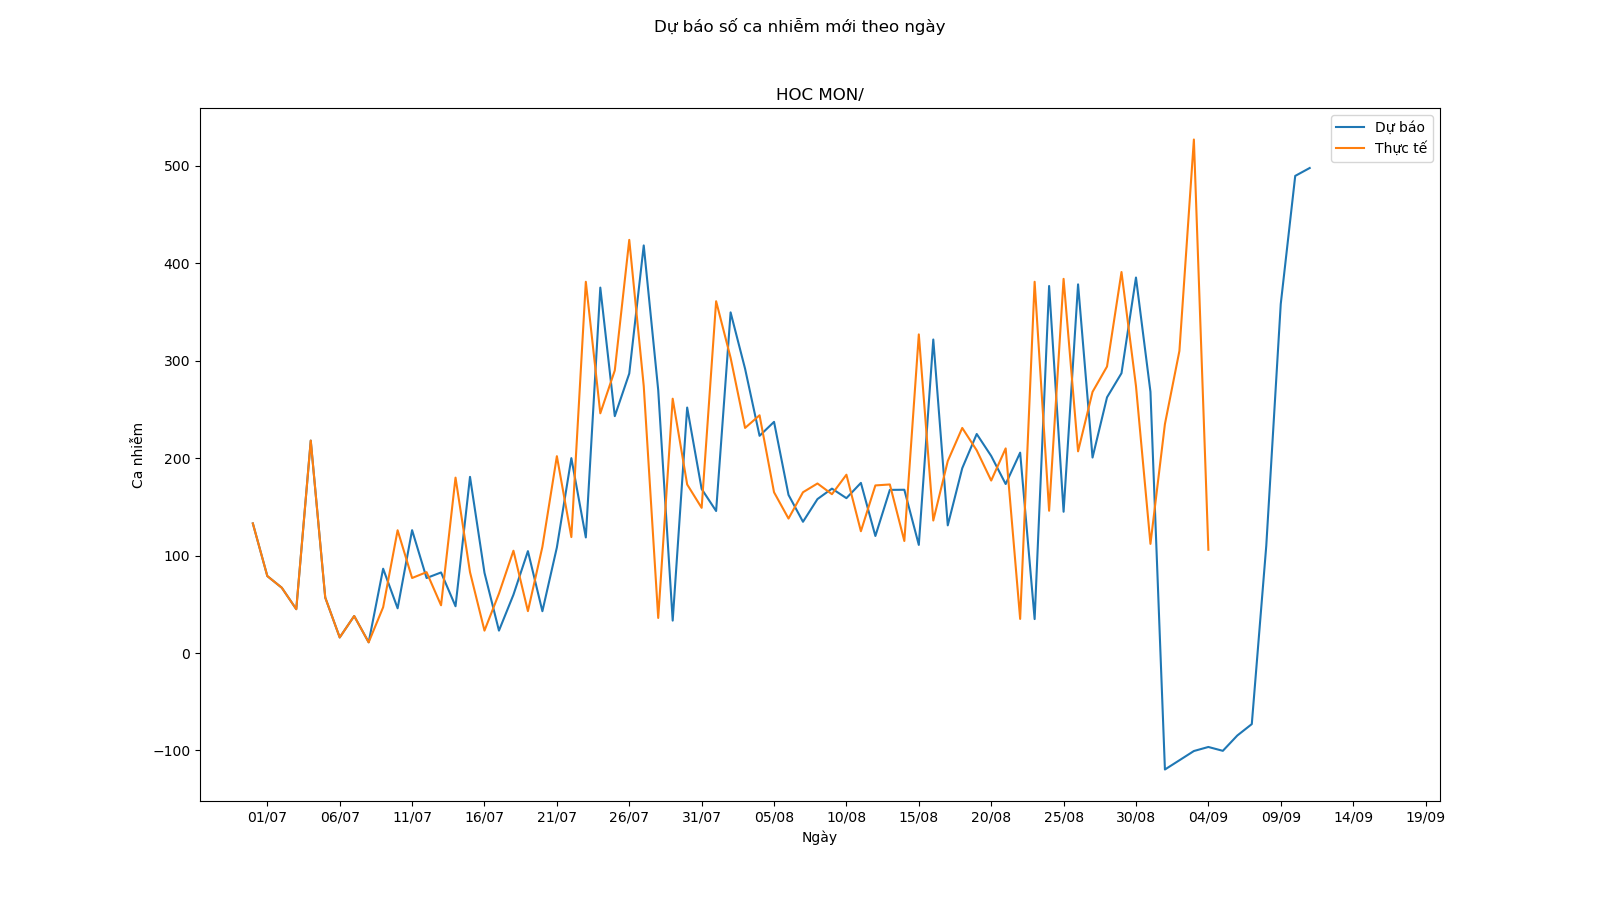 Dự báo số ca nhiễm mới theo ngày
HOC MON/
Dự báo
Thực tế
500
400
300
200
100
0
−100
Ca nhiễm
01/07 06/07 11/07 16/07 21/07 26/07 31/07 05/08 10/08 15/08 20/08 25/08 30/08 04/09 09/09 14/09 19/09
Ngày